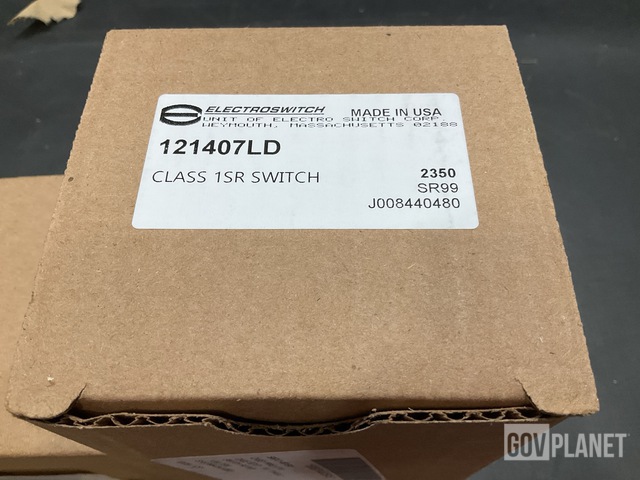 ELECTROSWITCH
MADE IN USA
UNIT OF ELECTRO SWITCH CORP.
WEYMOUTH, MASSACHUSETTS 02188
121407LD
CLASS 1SR SWITCH
2350
SR99
J008440480
GOVPLANET